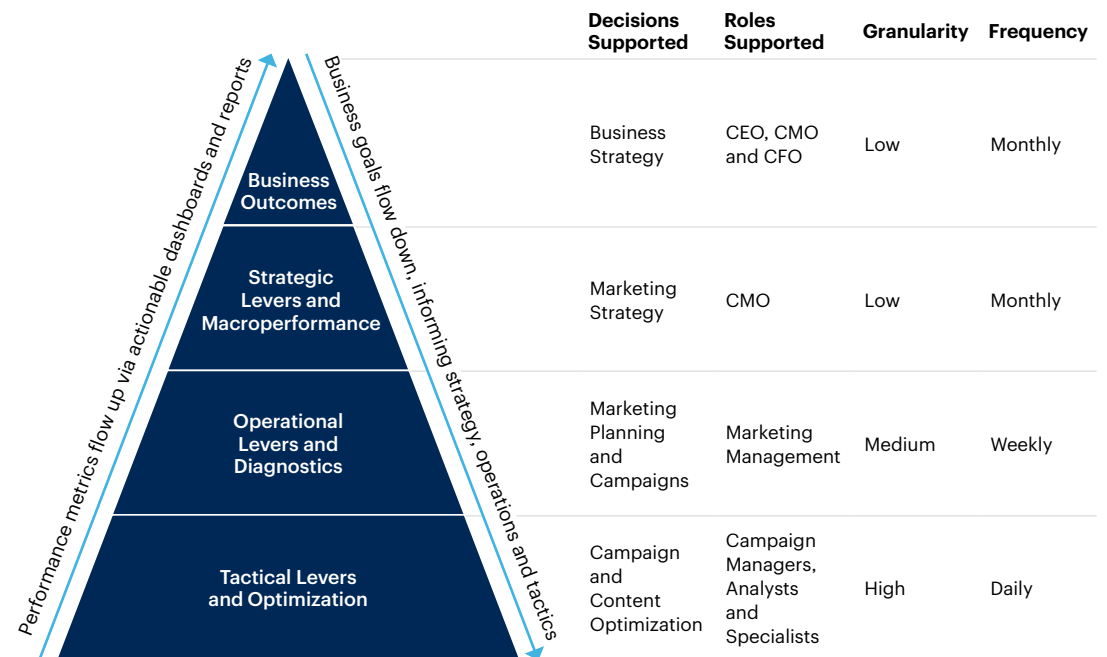 Decisions
Supported
Roles
Supported
Granularity
Frequency
Performance metrics flow up via actionable dashboards and reports
Business goals flow down, informing strategy, operations and tactics
Business
Outcomes
Business
Strategy
CEO, CMO
and CFO
Low
Monthly
Strategic
Levers and
Macroperformance
Marketing
Strategy
CMO
Low
Monthly
Operational
Levers and
Diagnostics
Marketing
Planning
and
Campaigns
Marketing
Management
Medium
Weekly
Tactical Levers
and Optimization
Campaign
and
Content
Optimization
Campaign
Managers,
Analysts
and
Specialists
High
Daily